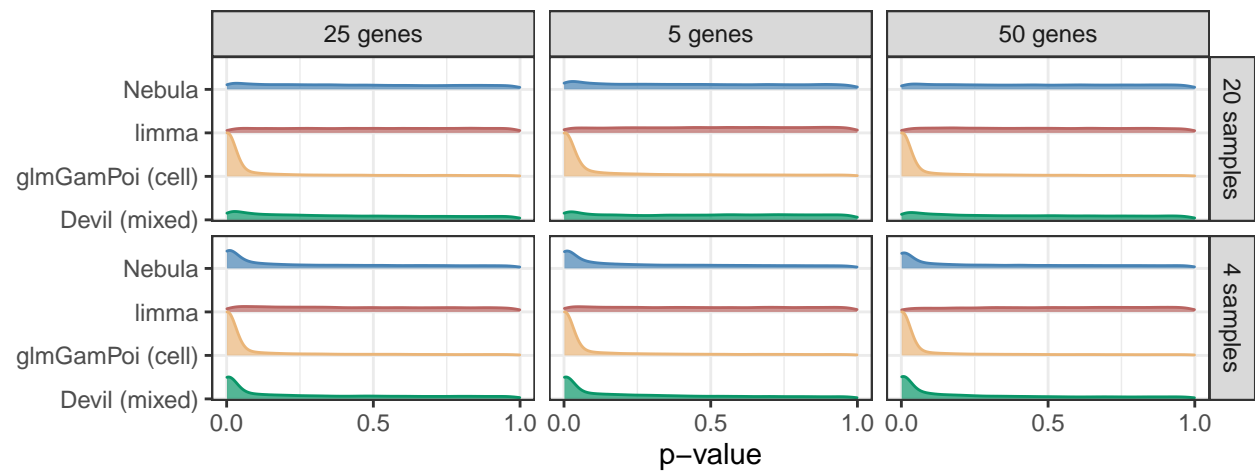 25 genes
5 genes
50 genes
Nebula
limma
glmGamPoi (cell)
Devil (mixed)
20 samples
Nebula
limma
glmGamPoi (cell)
Devil (mixed)
4 samples
0.0 0.5 1.0 0.0 0.5 1.0 0.0 0.5 1.0
p−value